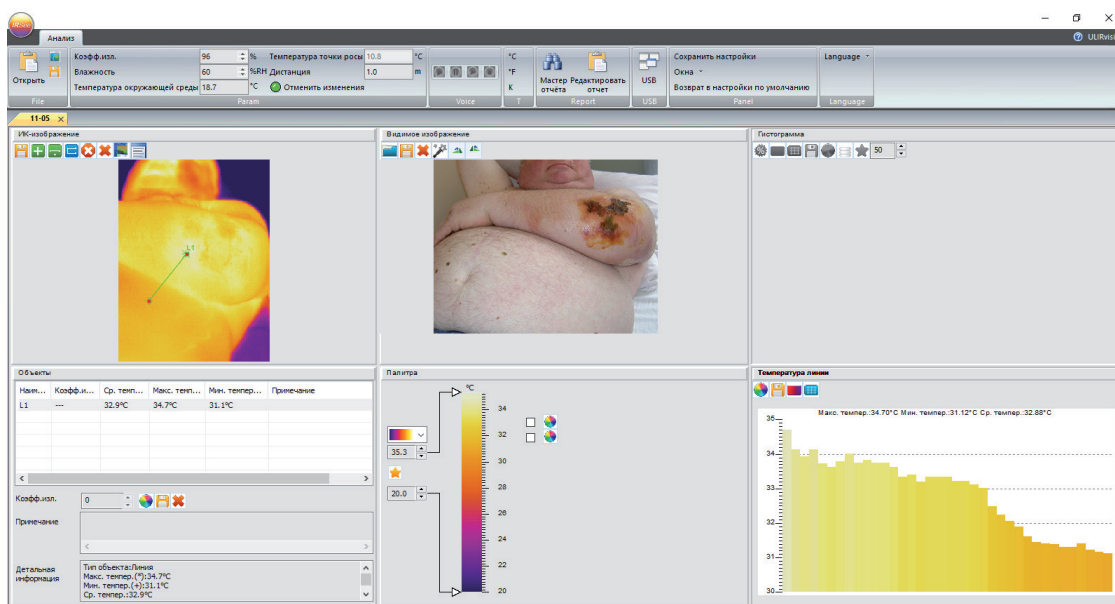 Анализ
ULIRvisi
Открыть
Коэфф.изл. 96 % Температура точки росы 10.8 °C
Влажность 60 %RH Дистанция 1.0 m
Температура окружающей среды 18.7 °C Отменить изменения
°C
°F
K
Мастер отчёта
Редактировать отчет
USB
Сохранить настройки
Окна
Возврат в настройки по умолчанию
Language
File Param Voice T Report USB Panel Language
11-05
ИК-изображение
Видимое изображение
Гистограмма
50
L1
Объекты
Наим... Коэфф.и... Ср. темп... Макс. темп... Мин. темпер... Примечание
L1 --- 32.9°C 34.7°C 31.1°C
Коэфф.изл. 0
Примечание
Детальная информация
Тип объекта:Линия
Макс. темпер.(*):34.7°C
Мин. темпер.(+):31.1°C
Ср. темпер.:32.9°C
Палитра
°C
35.3
20.0
34
32
30
28
26
24
22
20
Температура линии
Макс. темпер.:34.70°C Мин. темпер.:31.12°C Ср. темпер.:32.88°C
35
34
33
32
31
30